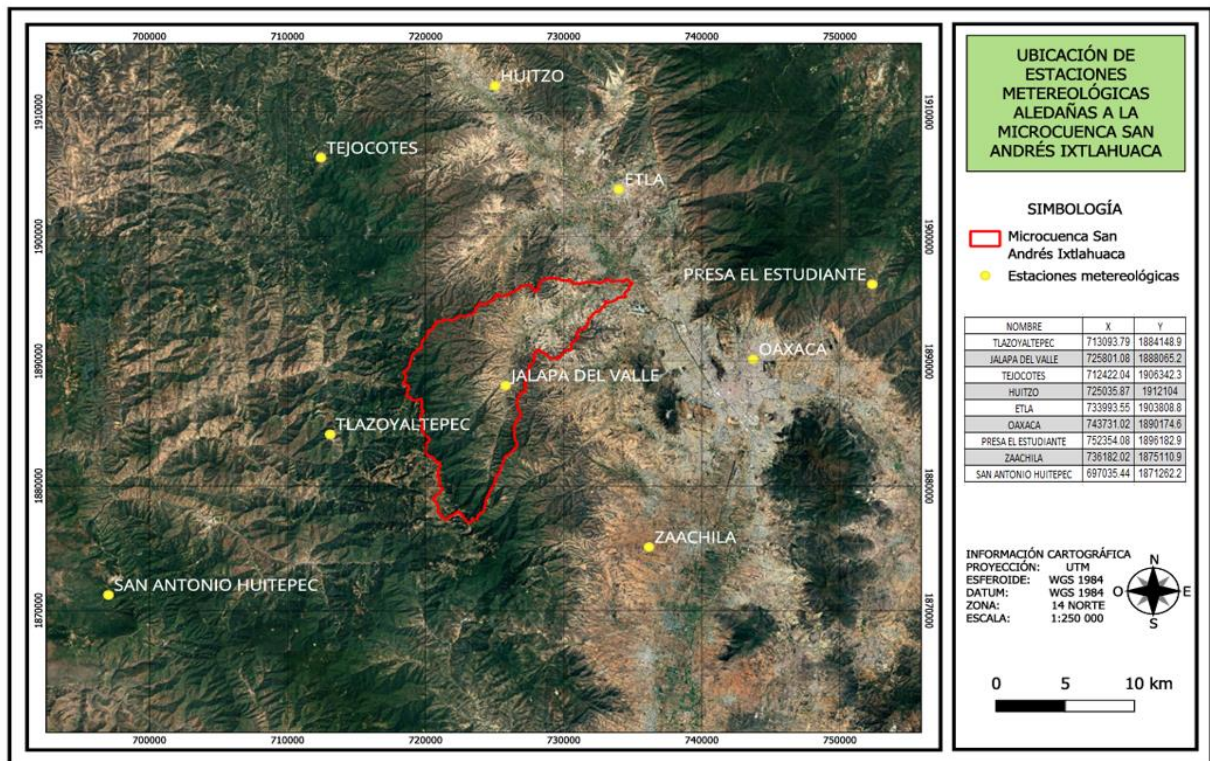 700000 710000 720000 730000 740000 750000
1910000
1900000
1890000
1880000
1870000
HUITZO
TEJOCOTES
ETLA
PRESA EL ESTUDIANTE
OAXACA
JALAPA DEL VALLE
TLAZOYALTEPEC
ZAACHILA
SAN ANTONIO HUITEPEC
1910000
1900000
1890000
1880000
1870000
700000 710000 720000 730000 740000 750000
UBICACIÓN DE
ESTACIONES
METEREOLÓGICAS
ALEDAÑAS A LA
MICROCUENCA SAN
ANDRÉS IXTLAHUACA
SIMBOLOGÍA
Microcuenca San
Andrés Ixtlahuaca
Estaciones metereológicas
NOMBRE X Y
TLAZOYALTEPEC 713093.79 1884148.9
JALAPA DEL VALLE 725801.08 1888065.2
TEJOCOTES 712422.04 1906342.3
HUITZO 725035.87 1912104
ETLA 733993.55 1903808.8
OAXACA 743731.02 1890174.6
PRESA EL ESTUDIANTE 752354.08 1896182.9
ZAACHILA 736182.02 1875110.9
SAN ANTONIO HUITEPEC 697035.44 1871262.2
INFORMACIÓN CARTOGRÁFICA
PROYECCIÓN: UTM
ESFEROIDE: WGS 1984
DATUM: WGS 1984
ZONA: 14 NORTE
ESCALA: 1:250 000
N
O E
S
0 5 10 km